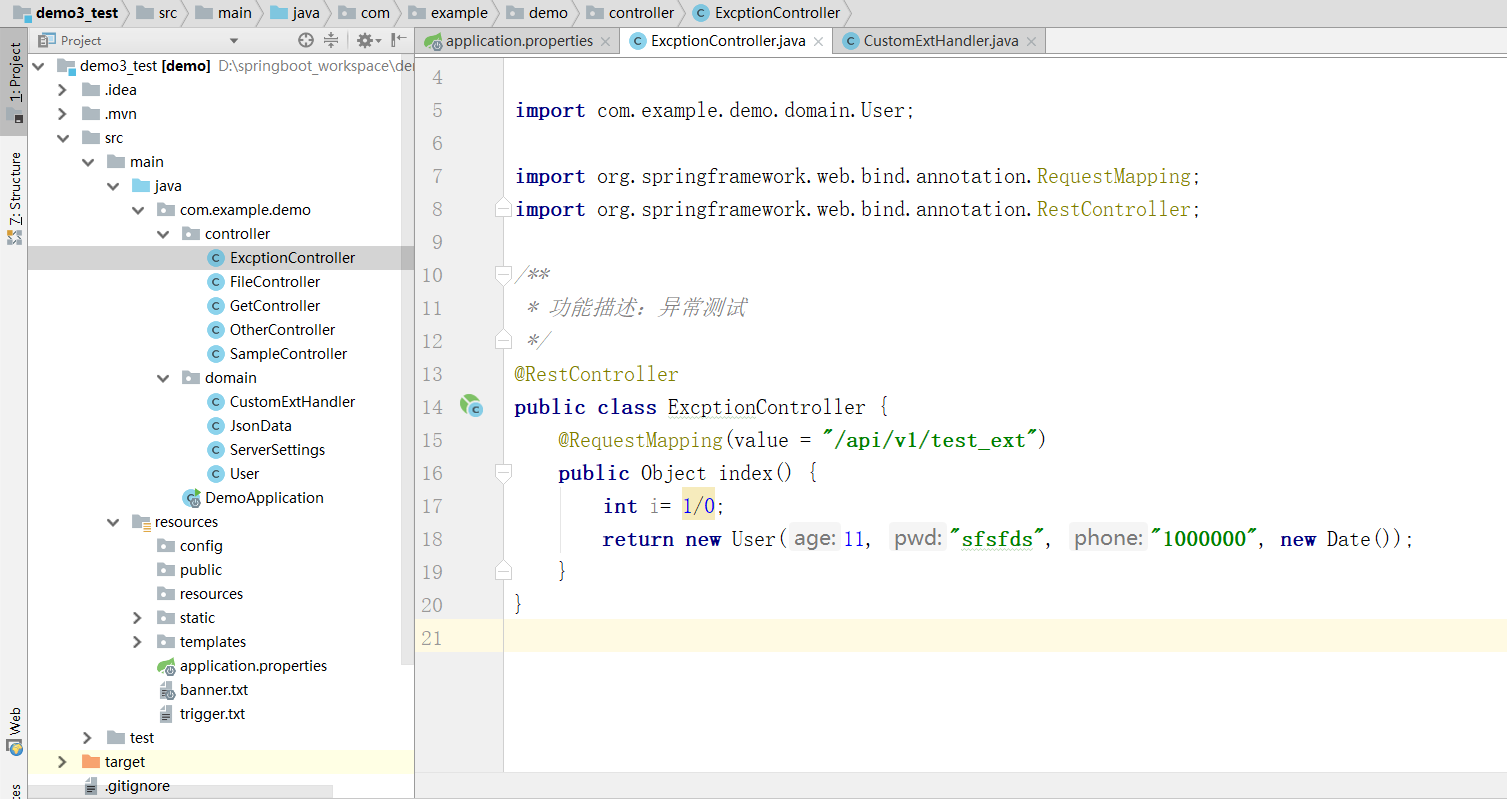 demo3_test src main java com example demo controller ExcptionController
Project
application.properties
ExcptionController.java
CustomExtHandler.java
1: Project
Z: Structure
Web
demo3_test [demo] D:\springboot_workspace\der
.idea
.mvn
src
main
java
com.example.demo
controller
ExcptionController
FileController
GetController
OtherController
SampleController
domain
CustomExtHandler
JsonData
ServerSettings
User
DemoApplication
resources
config
public
resources
static
templates
application.properties
banner.txt
trigger.txt
test
target
.gitignore
4
5 import com.example.demo.domain.User;
6
7 import org.springframework.web.bind.annotation.RequestMapping;
8 import org.springframework.web.bind.annotation.RestController;
9
10 /**
11 * 功能描述：异常测试
12 */
13 @RestController
14 public class ExcptionController {
15 @RequestMapping(value = "/api/v1/test_ext")
16 public Object index() {
17 int i= 1/0;
18 return new User( age: 11, pwd: "sfsfds", phone: "1000000", new Date());
19 }
20 }
21